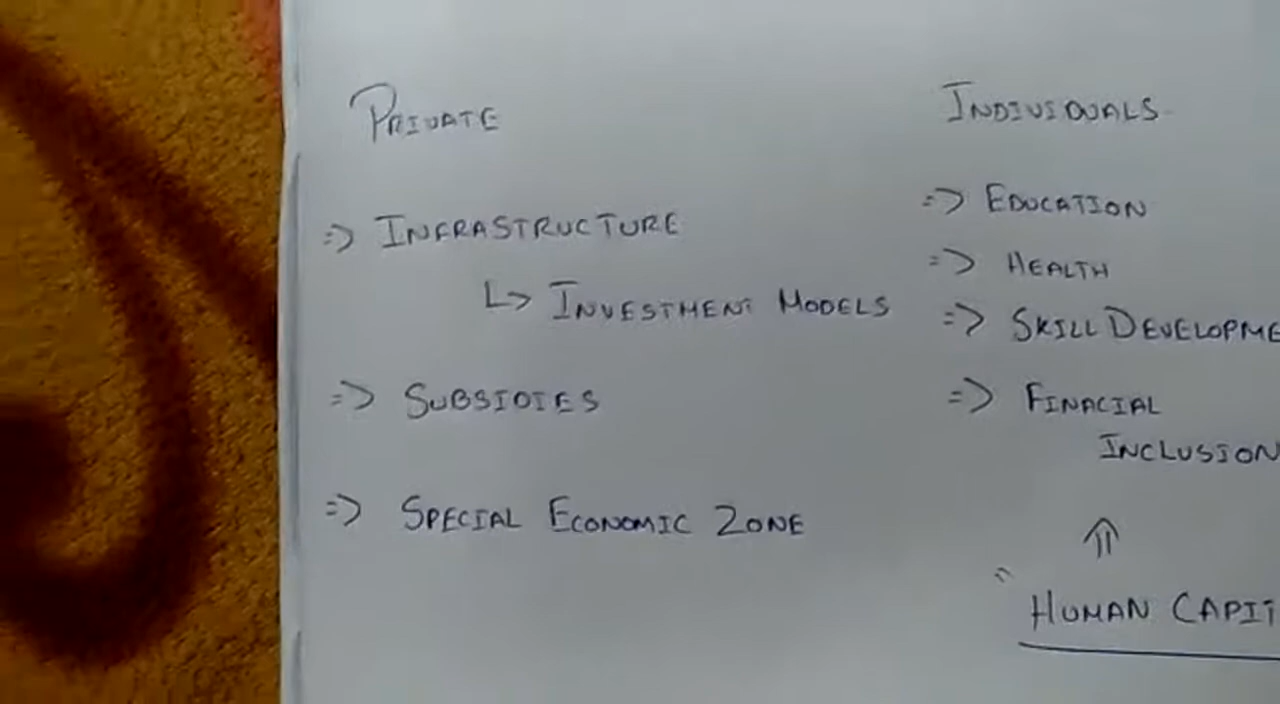 PRIVATE
=> INFRASTRUCTURE
↳ INVESTMENT MODELS
=> SUBSIDIES
=> SPECIAL ECONOMIC ZONE
INDIVIDUALS
=> EDUCATION
=> HEALTH
=> SKILL DEVELOPME
=> FINACIAL
INCLUSION
⇑
" HUMAN CAPIT